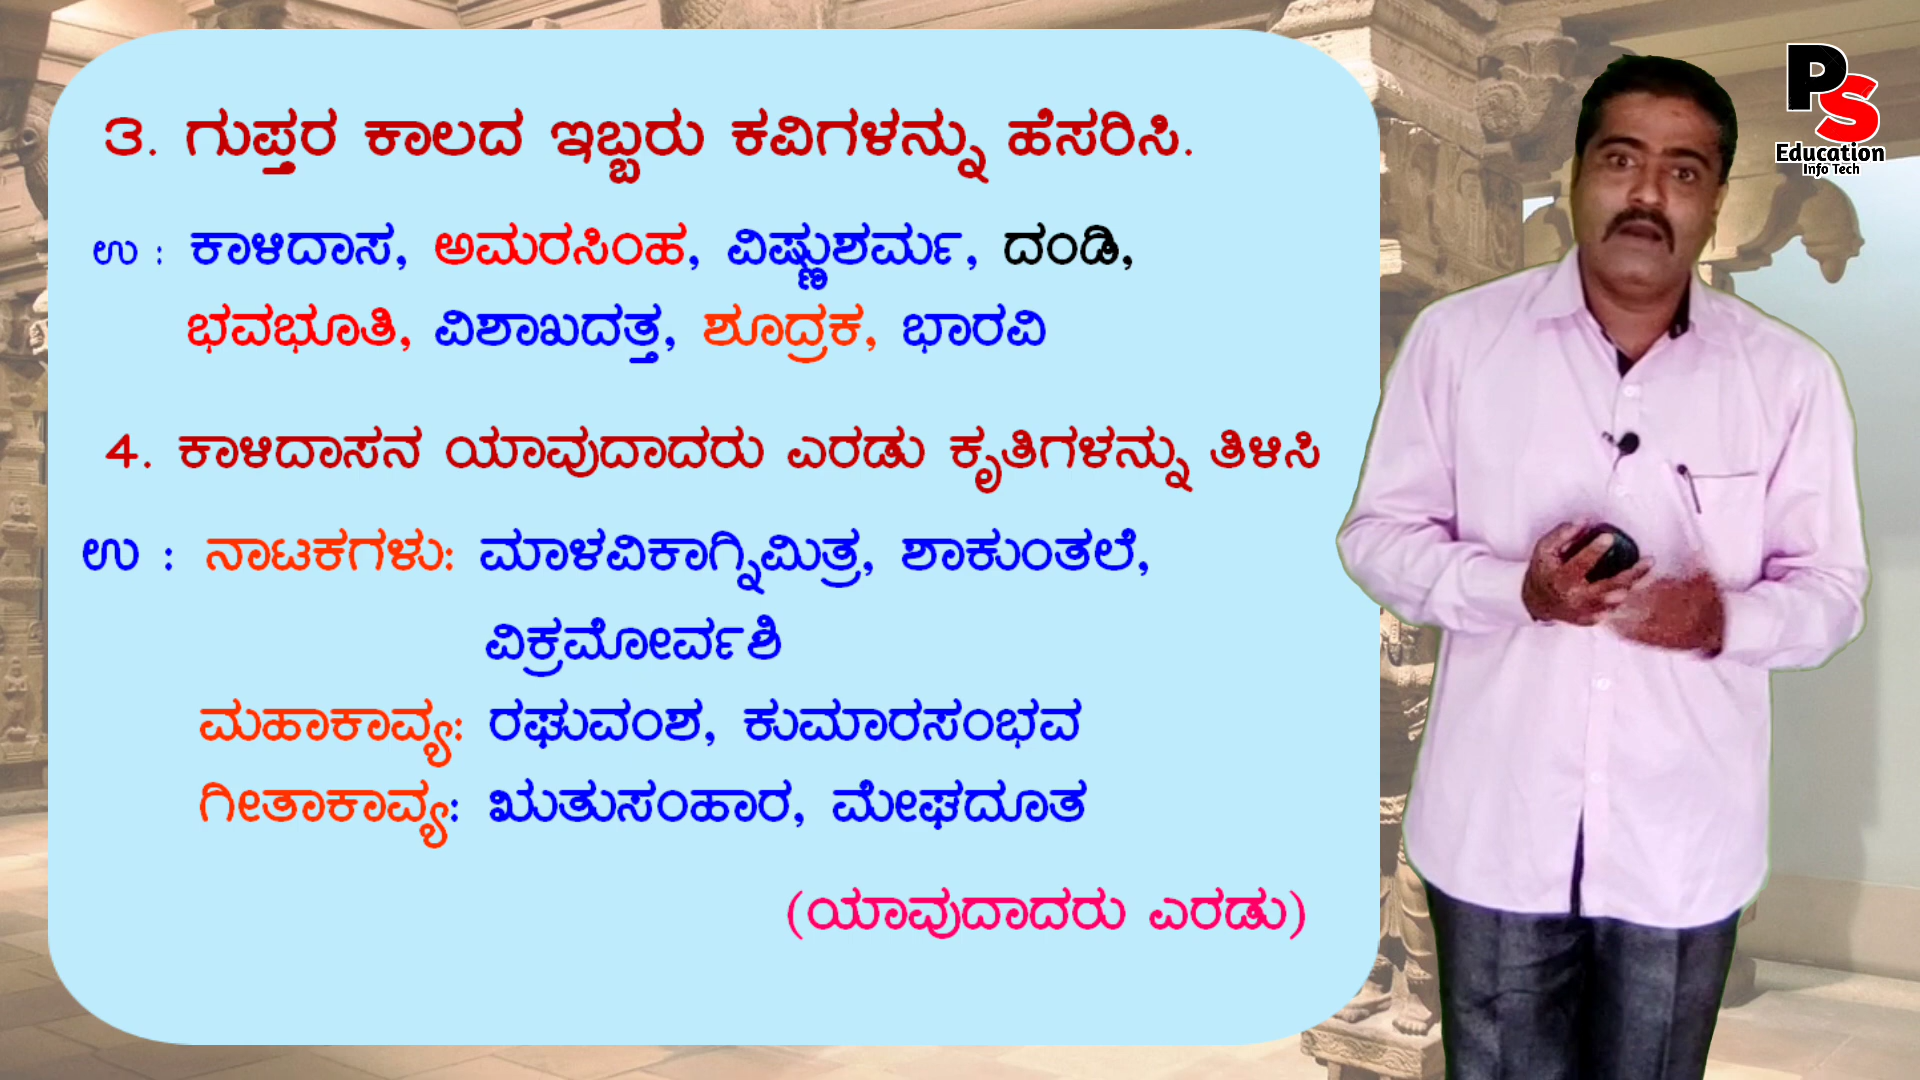 ೩. ಗುಪ್ತರ ಕಾಲದ ಇಬ್ಬರು ಕವಿಗಳನ್ನು ಹೆಸರಿಸಿ.
ಉ : ಕಾಳಿದಾಸ, ಅಮರಸಿಂಹ, ವಿಷ್ಣುಶರ್ಮ, ದಂಡಿ,
ಭವಭೂತಿ, ವಿಶಾಖದತ್ತ, ಶೂದ್ರಕ, ಭಾರವಿ
4. ಕಾಳಿದಾಸನ ಯಾವುದಾದರು ಎರಡು ಕೃತಿಗಳನ್ನು ತಿಳಿಸಿ
ಉ : ನಾಟಕಗಳು: ಮಾಳವಿಕಾಗ್ನಿಮಿತ್ರ, ಶಾಕುಂತಲೆ,
ವಿಕ್ರಮೋರ್ವಶಿ
ಮಹಾಕಾವ್ಯ: ರಘುವಂಶ, ಕುಮಾರಸಂಭವ
ಗೀತಾಕಾವ್ಯ: ಋತುಸಂಹಾರ, ಮೇಘದೂತ
(ಯಾವುದಾದರು ಎರಡು)
PS
Education
Info Tech